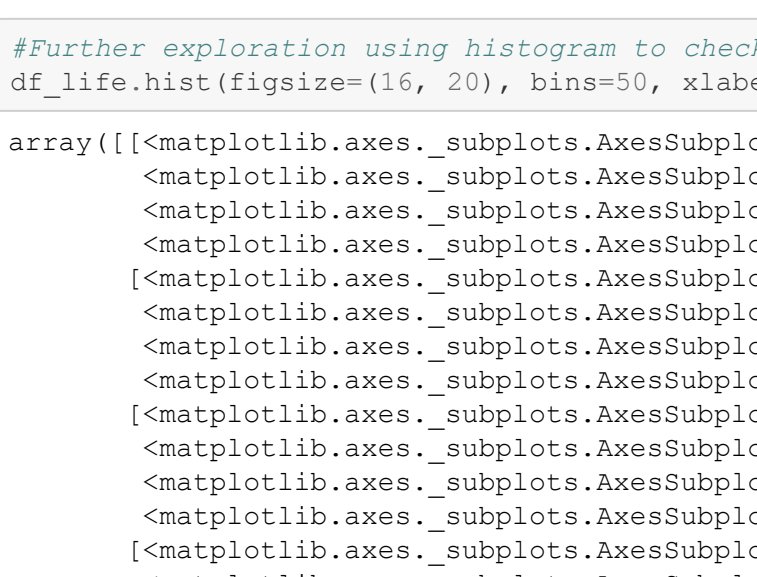 #Further exploration using histogram to chec
df_life.hist(figsize=(16, 20), bins=50, xlabe
array([[<matplotlib.axes._subplots.AxesSubplo
<matplotlib.axes._subplots.AxesSubplo
<matplotlib.axes._subplots.AxesSubplo
<matplotlib.axes._subplots.AxesSubplo
[<matplotlib.axes._subplots.AxesSubplo
<matplotlib.axes._subplots.AxesSubplo
<matplotlib.axes._subplots.AxesSubplo
<matplotlib.axes._subplots.AxesSubplo
[<matplotlib.axes._subplots.AxesSubplo
<matplotlib.axes._subplots.AxesSubplo
<matplotlib.axes._subplots.AxesSubplo
<matplotlib.axes._subplots.AxesSubplo
[<matplotlib.axes._subplots.AxesSubplo